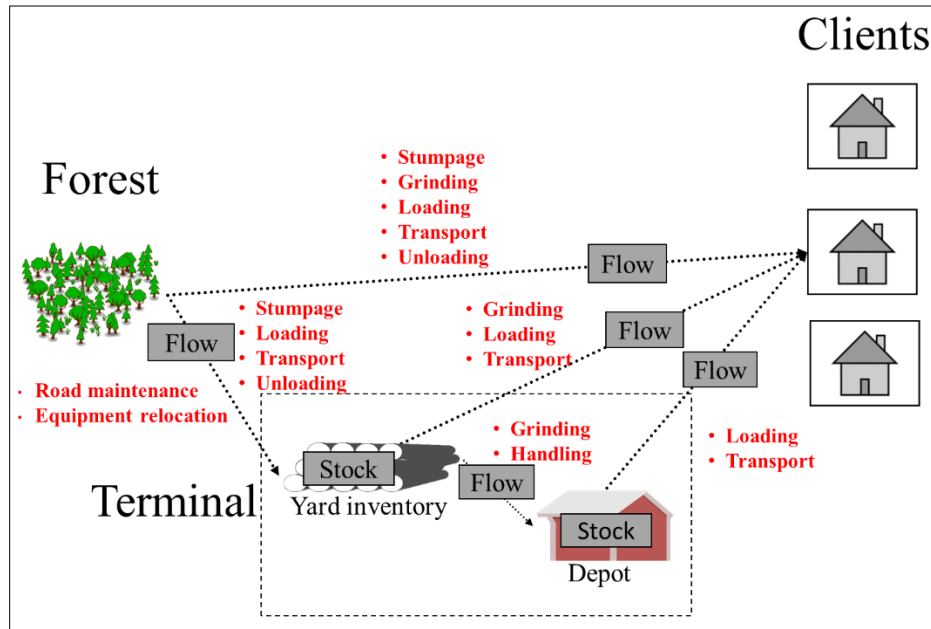 Clients
Forest
• Stumpage
• Grinding
• Loading
• Transport
• Unloading
Flow
• Stumpage
• Loading
• Transport
• Unloading
Flow
• Grinding
• Loading
• Transport
Flow
Flow
• Road maintenance
• Equipment relocation
• Grinding
• Handling
• Loading
• Transport
Terminal
Stock
Yard inventory
Flow
Stock
Depot